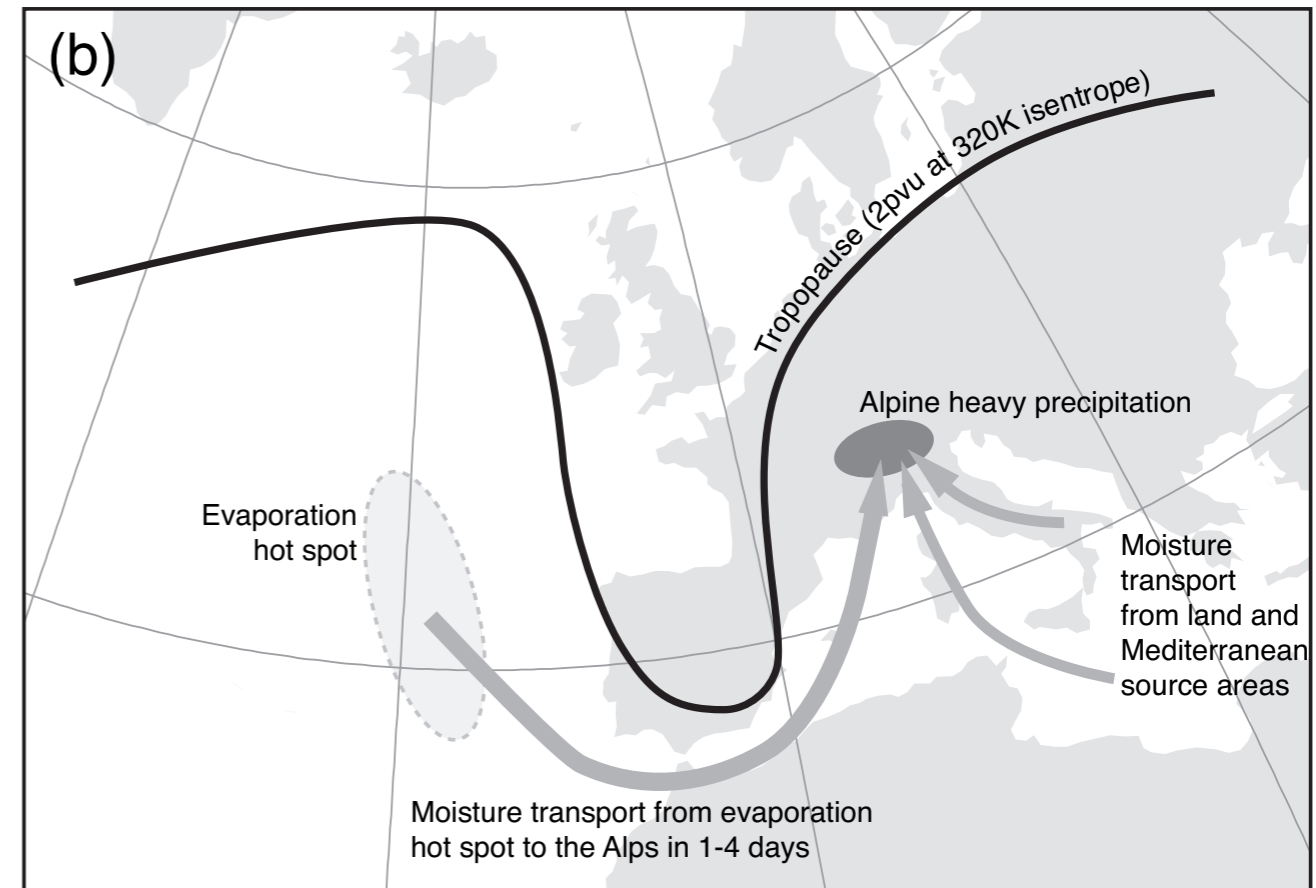 (b)
Tropopause (2pvu at 320K isentrope)
Alpine heavy precipitation
Evaporation
hot spot
Moisture
transport
from land and
Mediterranean
source areas
Moisture transport from evaporation
hot spot to the Alps in 1-4 days